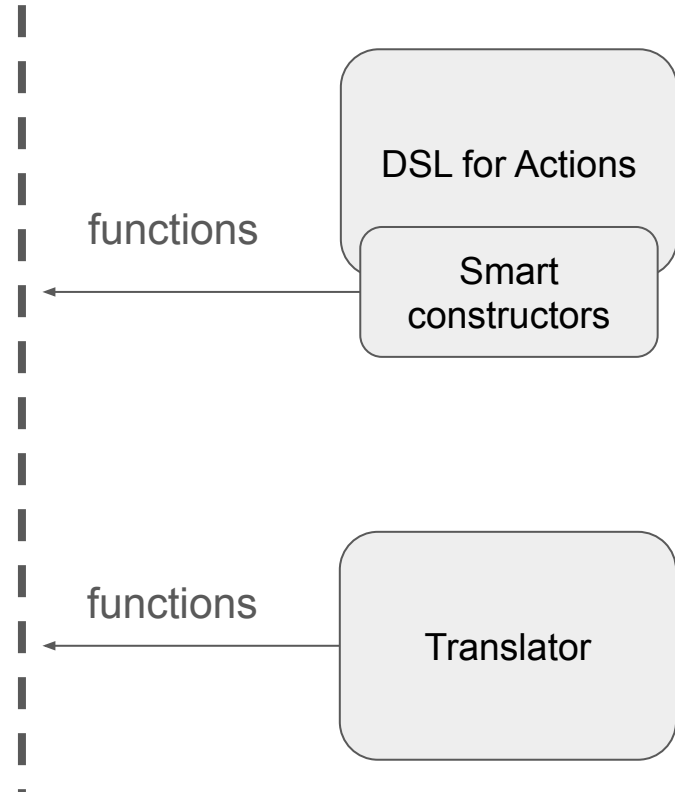 DSL for Actions
functions
Smart
constructors
functions
Translator